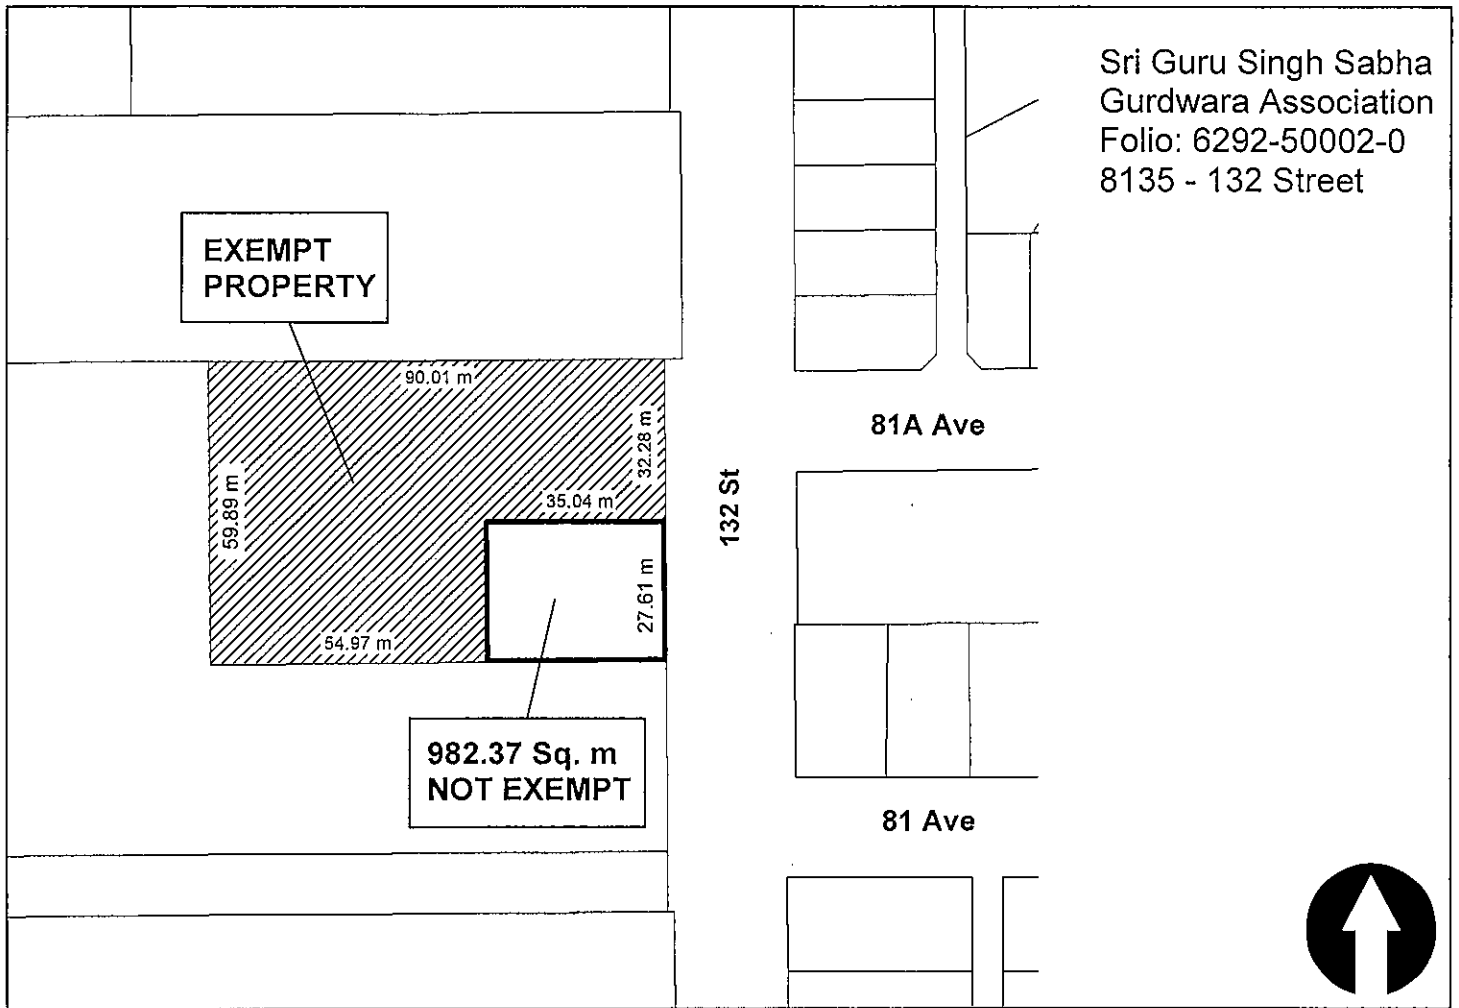 Sri Guru Singh Sabha
Gurdwara Association
Folio: 6292-50002-0
8135 - 132 Street
EXEMPT
PROPERTY
90.01 m
32.28 m
81A Ave
59.89 m
35.04 m
132 St
27.61 m
54.97 m
982.37 Sq. m
NOT EXEMPT
81 Ave